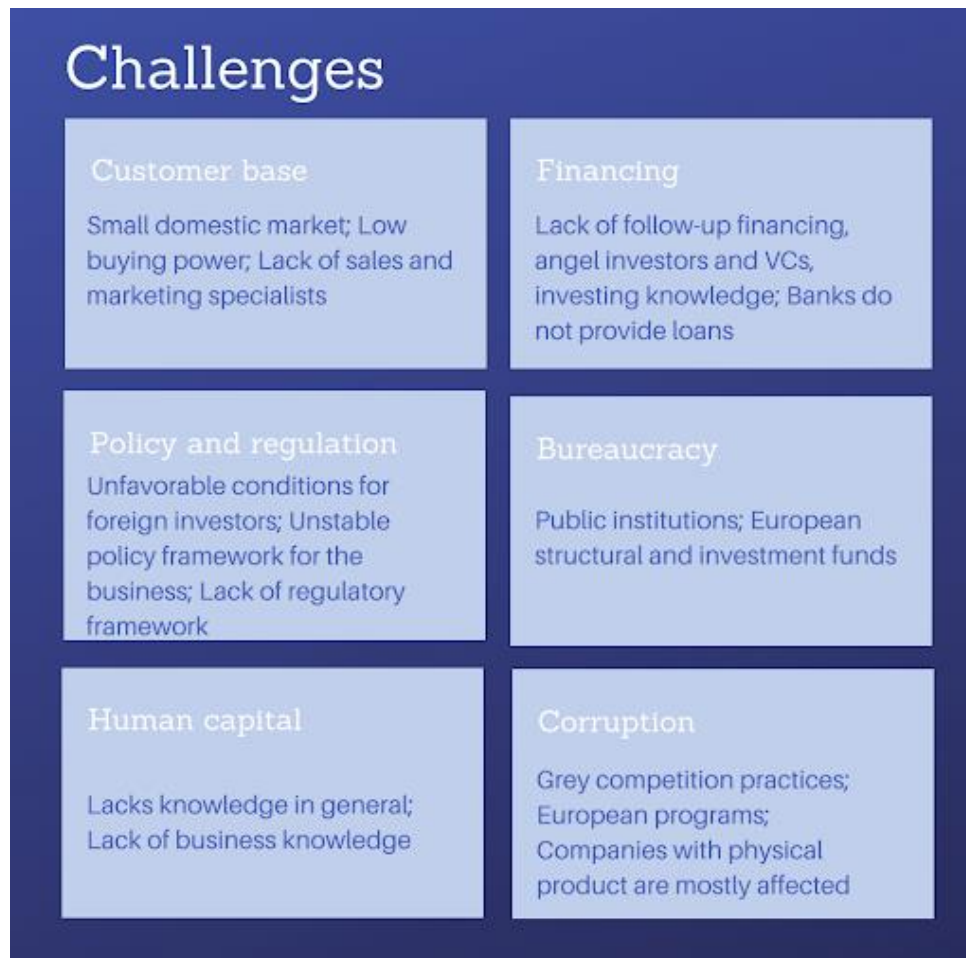 Challenges
Customer base
Small domestic market; Low
buying power; Lack of sales and
marketing specialists
Financing
Lack of follow-up financing,
angel investors and VCs,
investing knowledge; Banks do
not provide loans
Policy and regulation
Unfavorable conditions for
foreign investors; Unstable
policy framework for the
business; Lack of regulatory
framework
Bureaucracy
Public institutions; European
structural and investment funds
Human capital
Lacks knowledge in general;
Lack of business knowledge
Corruption
Grey competition practices;
European programs;
Companies with physical
product are mostly affected